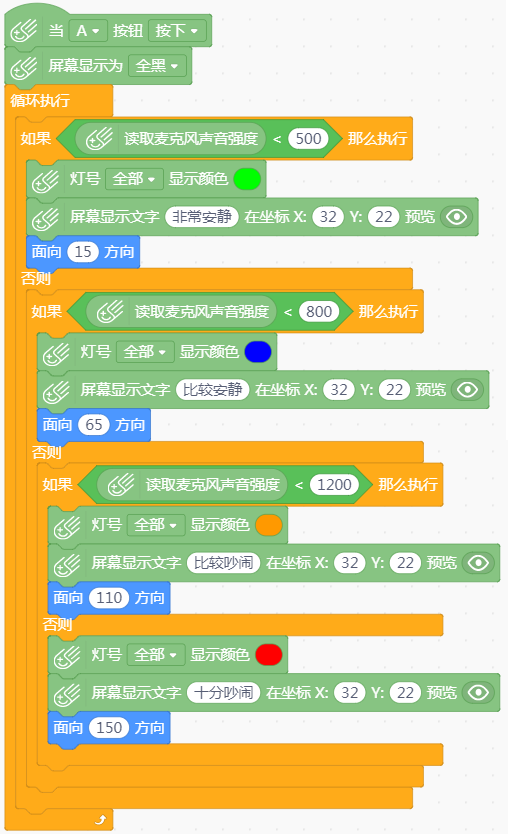 当 A 按钮 按下
屏幕显示为 全黑
循环执行
如果 读取麦克风声音强度 < 500 那么执行
灯号 全部 显示颜色
屏幕显示文字 非常安静 在坐标 X: 32 Y: 22 预览
面向 15 方向
否则
如果 读取麦克风声音强度 < 800 那么执行
灯号 全部 显示颜色
屏幕显示文字 比较安静 在坐标 X: 32 Y: 22 预览
面向 65 方向
否则
如果 读取麦克风声音强度 < 1200 那么执行
灯号 全部 显示颜色
屏幕显示文字 比较吵闹 在坐标 X: 32 Y: 22 预览
面向 110 方向
否则
灯号 全部 显示颜色
屏幕显示文字 十分吵闹 在坐标 X: 32 Y: 22 预览
面向 150 方向